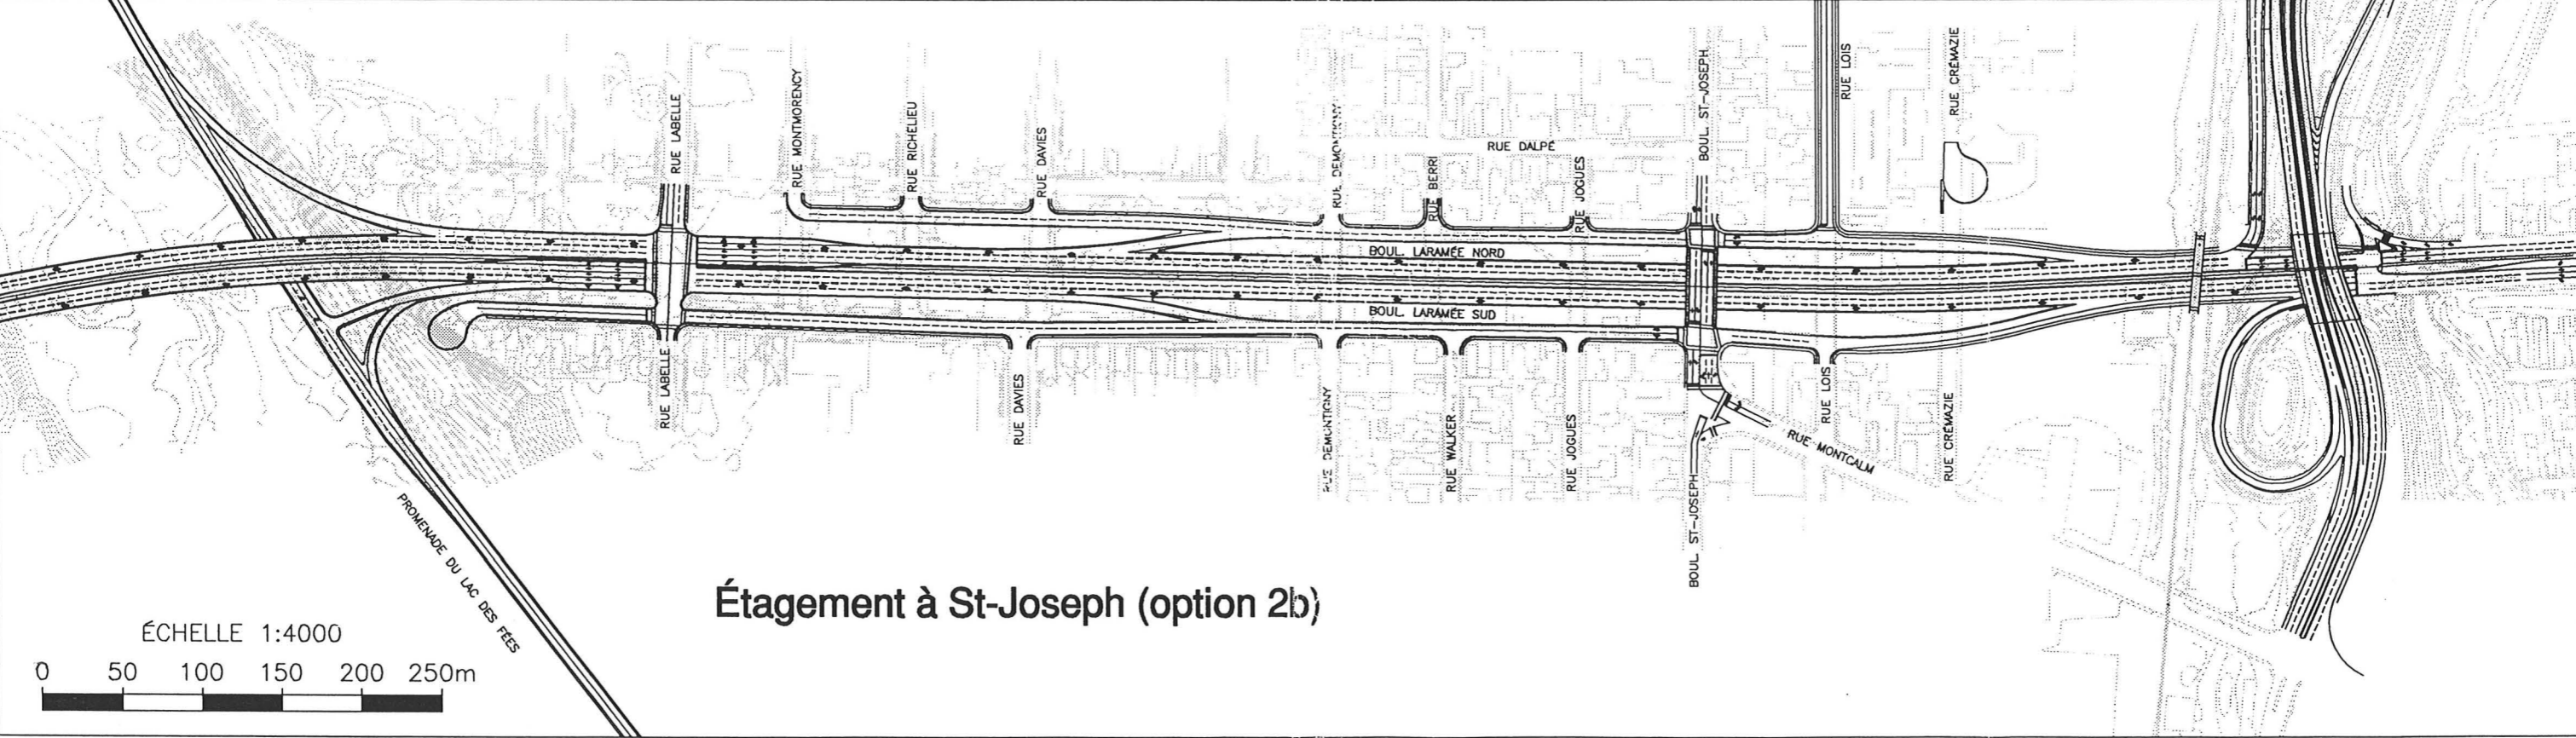 RUE LABELLE
RUE MONTMORENCY
RUE RICHELIEU
RUE DAVIES
RUE DEMONTIGNY
RUE BERRI
RUE DALPÉ
RUE JOGUES
BOUL. ST-JOSEPH
RUE LOIS
RUE CRÉMAZIE
BOUL. LARAMÉE NORD
BOUL. LARAMÉE SUD
RUE LABELLE
RUE DAVIES
RUE DEMONTIGNY
RUE WALKER
RUE JOGUES
BOUL ST-JOSEPH
RUE MONTCALM
RUE LOIS
RUE CRÉMAZIE
PROMENADE DU LAC DES FÉES
Étagement à St-Joseph (option 2b)
ÉCHELLE 1:4000
0 50 100 150 200 250m